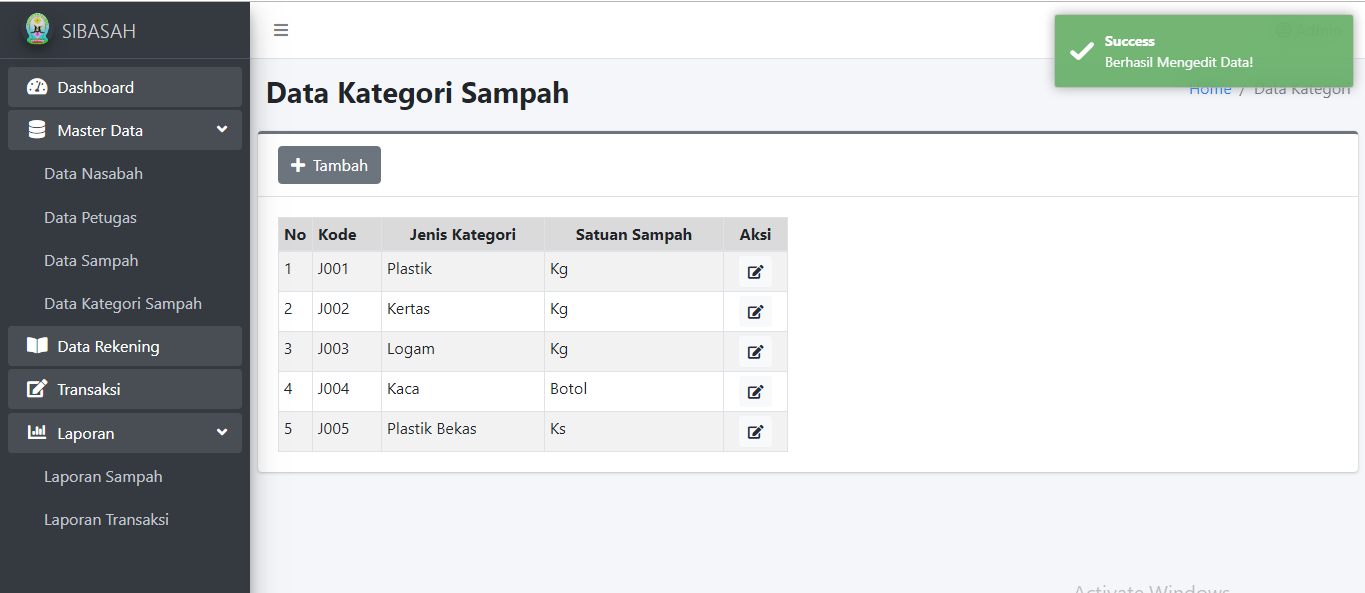 SIBASAH
Dashboard
Master Data
Data Nasabah
Data Petugas
Data Sampah
Data Kategori Sampah
Data Rekening
Transaksi
Laporan
Laporan Sampah
Laporan Transaksi
Success
Berhasil Mengedit Data!
Data Kategori Sampah
Home / Data Kategori
Tambah
No Kode Jenis Kategori Satuan Sampah Aksi
1 J001 Plastik Kg
2 J002 Kertas Kg
3 J003 Logam Kg
4 J004 Kaca Botol
5 J005 Plastik Bekas Ks
Activate Windows